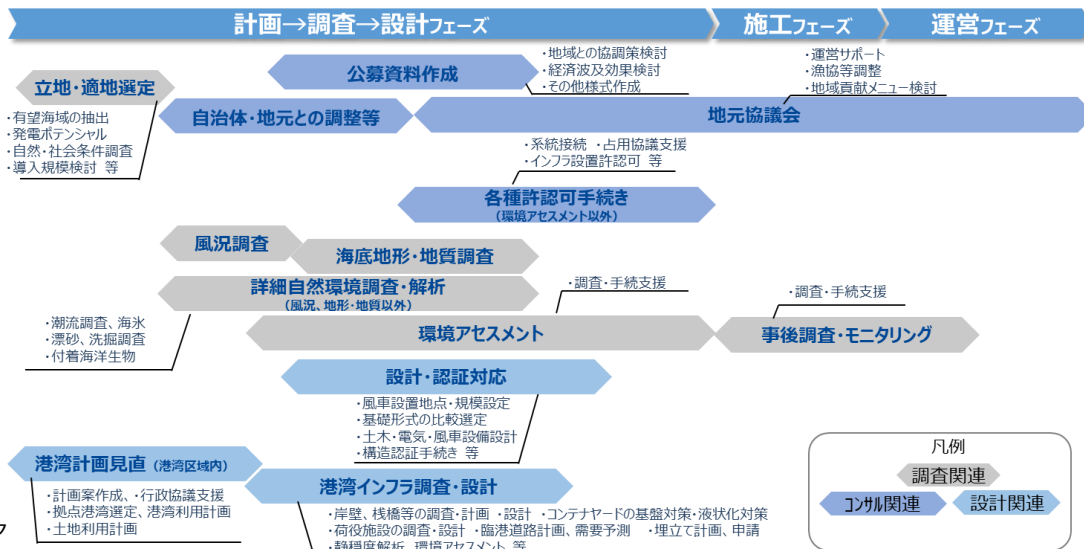 計画→調査→設計フェーズ
施工フェーズ
運営フェーズ
立地・適地選定
・有望海域の抽出
・発電ポテンシャル
・自然・社会条件調査
・導入規模検討 等
公募資料作成
・地域との協調策検討
・経済波及効果検討
・その他様式作成
・運営サポート
・漁協等調整
・地域貢献メニュー検討
自治体・地元との調整等
地元協議会
・系統接続 ・占用協議支援
・インフラ設置許認可 等
各種許認可手続き
(環境アセスメント以外)
風況調査
海底地形・地質調査
詳細自然環境調査・解析
(風況、地形・地質以外)
・潮流調査、海氷
・漂砂、洗掘調査
・付着海洋生物
・調査・手続支援
環境アセスメント
・調査・手続支援
事後調査・モニタリング
設計・認証対応
・風車設置地点・規模設定
・基礎形式の比較選定
・土木・電気・風車設備設計
・構造認証手続き 等
港湾計画見直 (港湾区域内)
・計画案作成、・行政協議支援
・拠点港湾選定、港湾利用計画
・土地利用計画
港湾インフラ調査・設計
・岸壁、桟橋等の調査・計画 ・設計 ・コンテナヤードの基盤対策・液状化対策
・荷役施設の調査・設計 ・臨港道路計画、需要予測 ・埋立て計画、申請
・静穏度解析、環境アセスメント 等
凡例
調査関連
コンサル関連
設計関連